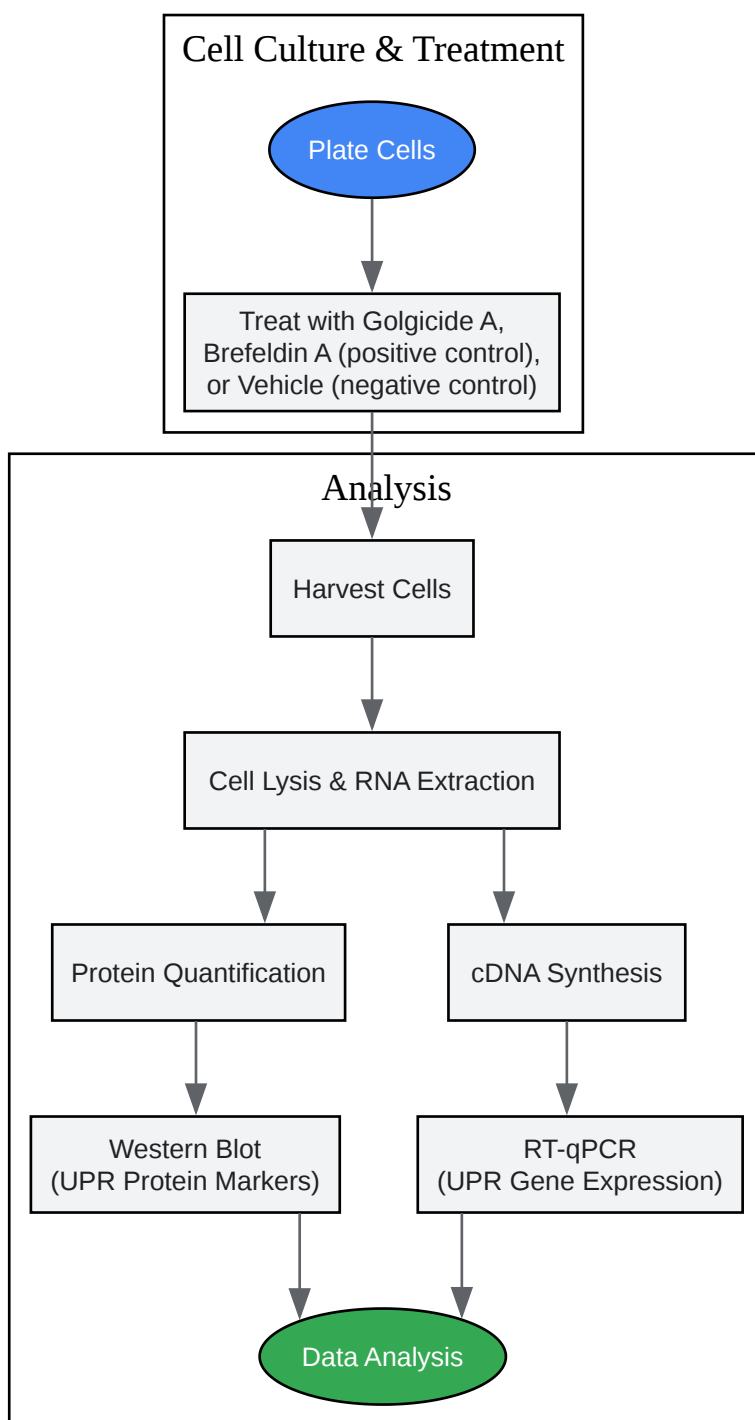 Cell Culture & Treatment
Plate Cells
Treat with Golgicide A,
Brefeldin A (positive control),
or Vehicle (negative control)
Analysis
Harvest Cells
Cell Lysis & RNA Extraction
Protein Quantification
cDNA Synthesis
Western Blot
(UPR Protein Markers)
RT-qPCR
(UPR Gene Expression)
Data Analysis